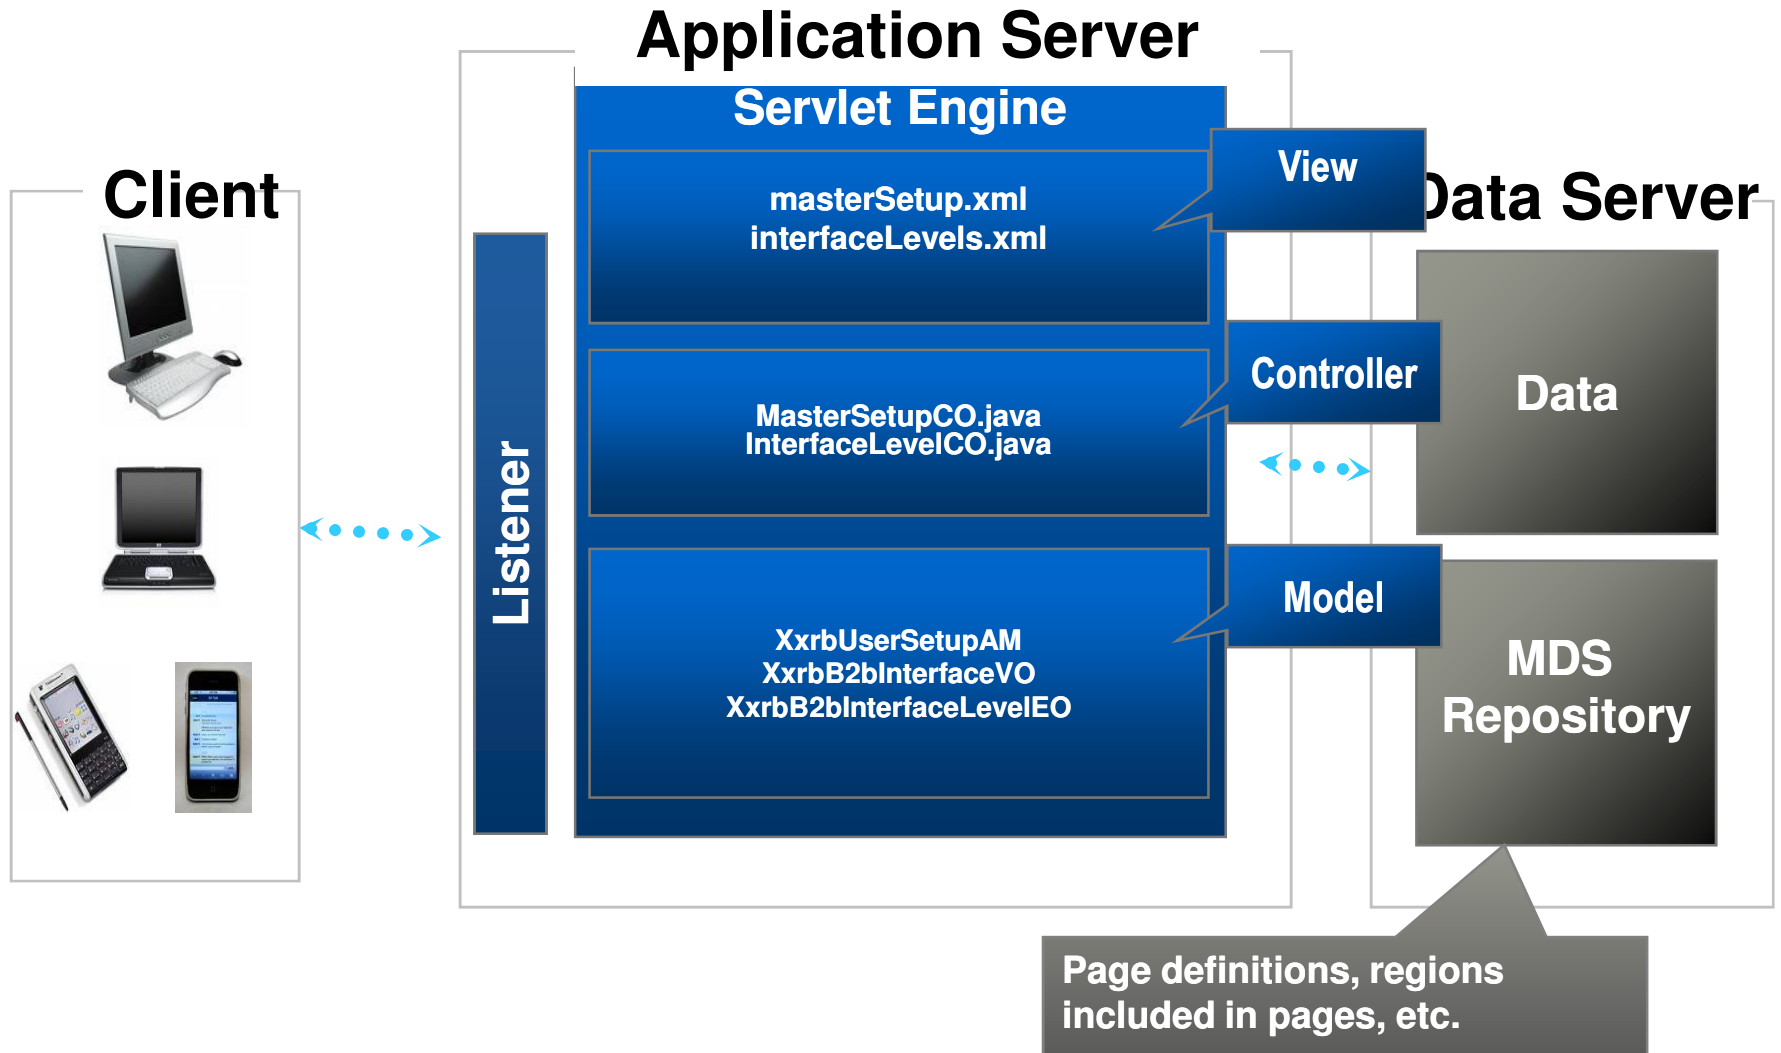 Application Server
Servlet Engine
View
masterSetup.xml
interfaceLevels.xml
Client
Data Server
Controller
MasterSetupCO.java
InterfaceLevelCO.java
Data
Listener
Model
XxrbUserSetupAM
XxrbB2bInterfaceVO
XxrbB2bInterfaceLevelEO
MDS
Repository
Page definitions, regions
included in pages, etc.